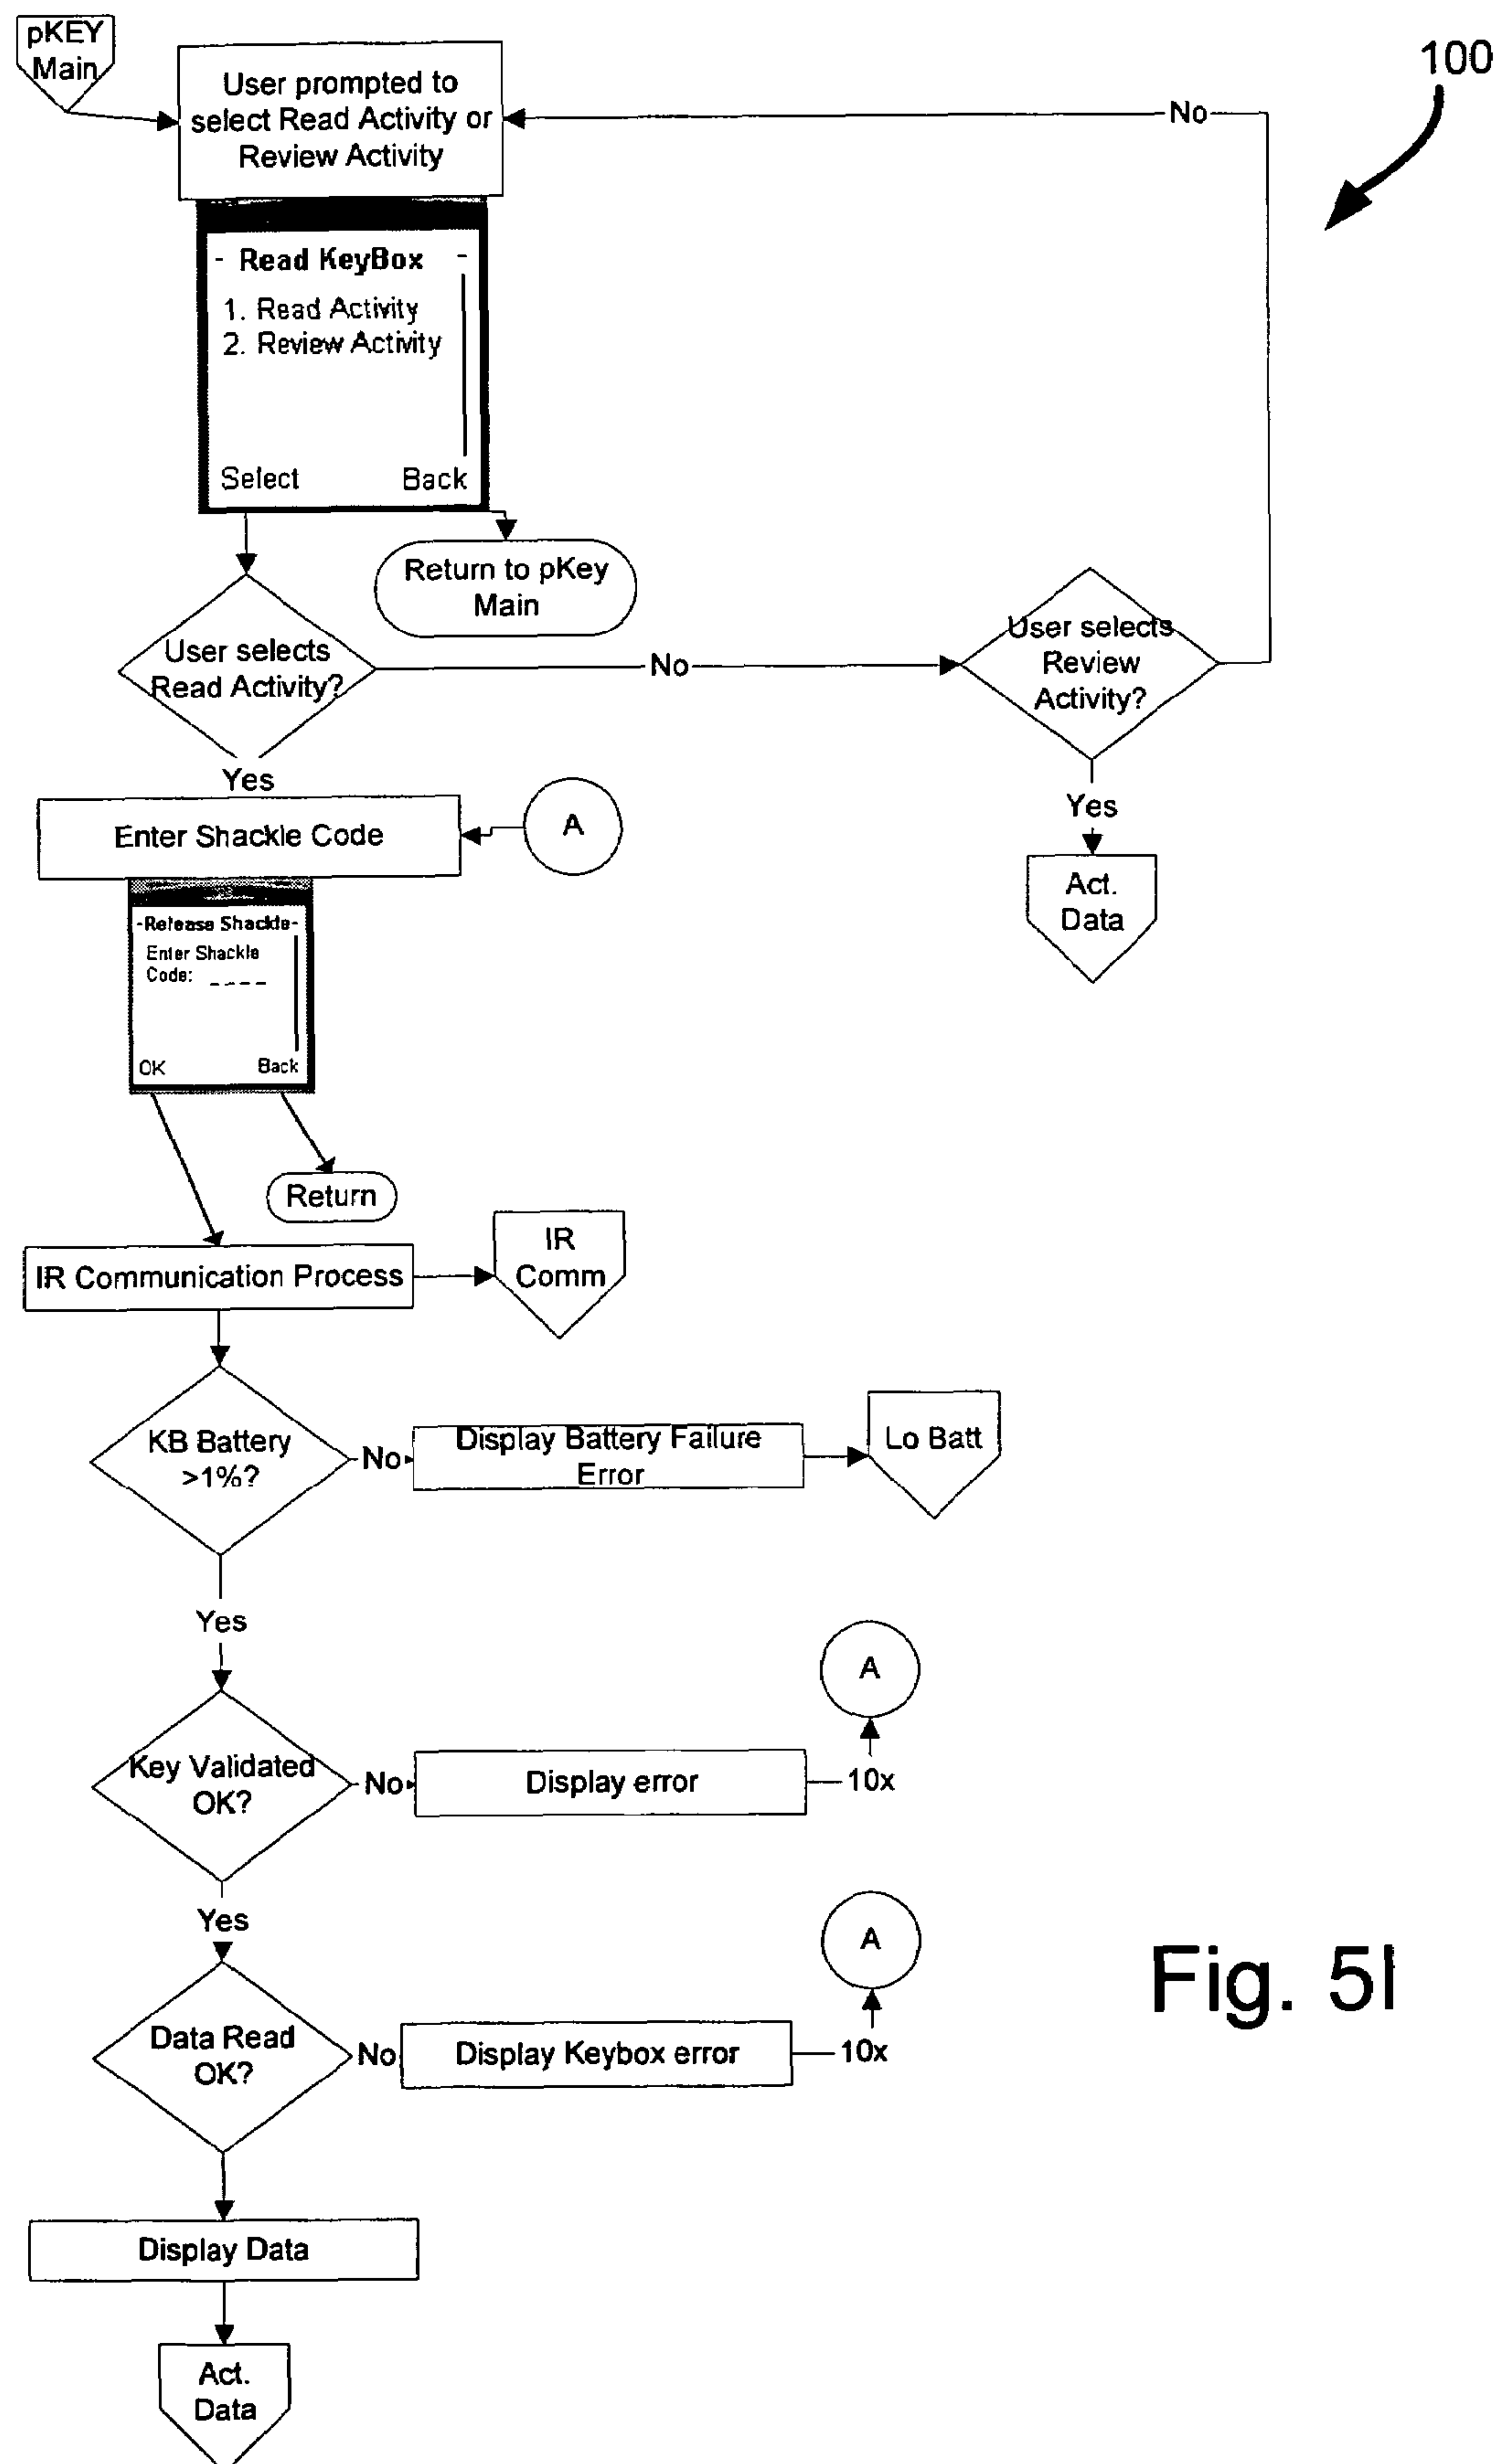 pKEY
Main
User prompted to
select Read Activity or
Review Activity
100
No
- Read KeyBox -
1. Read Activity
2. Review Activity
Select Back
Return to pKey
Main
User selects
Read Activity?
No
User selects
Review
Activity?
Yes
Yes
Enter Shackle Code
A
Act.
Data
-Release Shackle-
Enter Shackle
Code: _ _ _ _
OK Back
Return
IR Communication Process
IR
Comm
KB Battery
>1%?
No
Display Battery Failure
Error
Lo Batt
Yes
A
Key Validated
OK?
No
Display error
10x
Yes
A
Data Read
OK?
No
Display Keybox error
10x
Fig. 5I
Display Data
Act.
Data